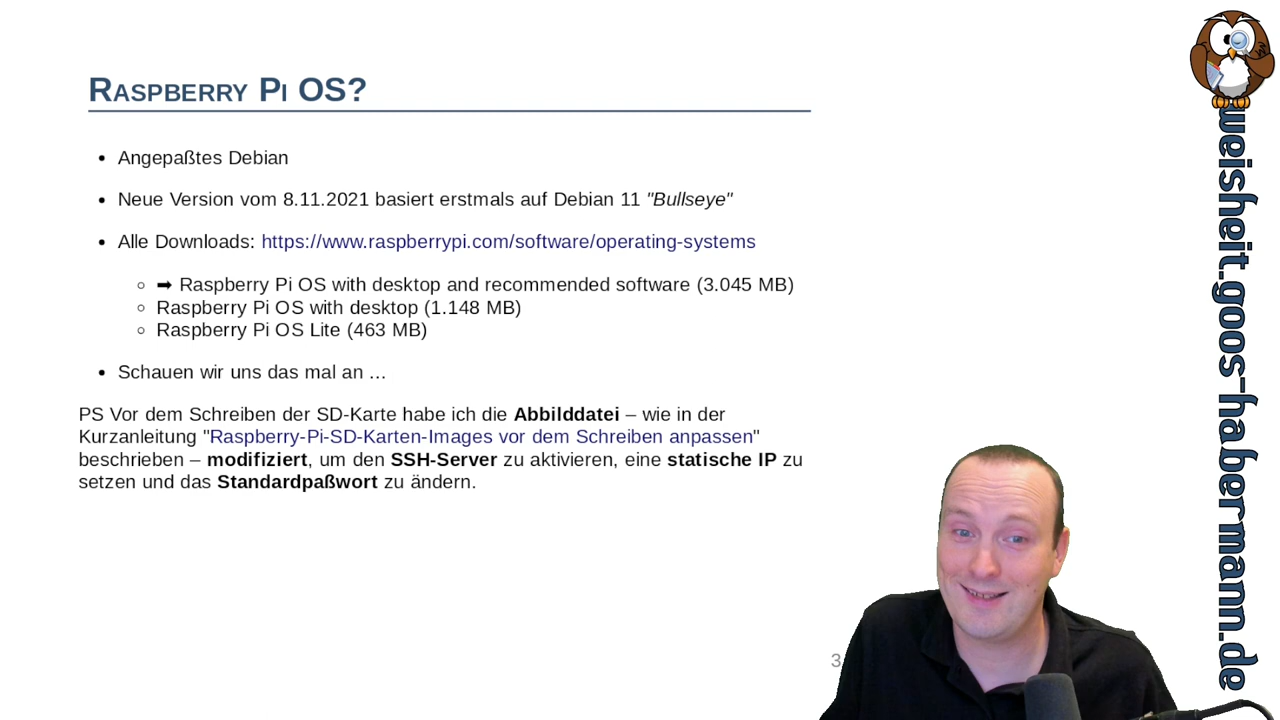 Raspberry Pi OS?
• Angepaßtes Debian
• Neue Version vom 8.11.2021 basiert erstmals auf Debian 11 "Bullseye"
• Alle Downloads: https://www.raspberrypi.com/software/operating-systems
◦ ➡ Raspberry Pi OS with desktop and recommended software (3.045 MB)
◦ Raspberry Pi OS with desktop (1.148 MB)
◦ Raspberry Pi OS Lite (463 MB)
• Schauen wir uns das mal an …
PS Vor dem Schreiben der SD-Karte habe ich die Abbilddatei – wie in der
Kurzanleitung "Raspberry-Pi-SD-Karten-Images vor dem Schreiben anpassen"
beschrieben – modifiziert, um den SSH-Server zu aktivieren, eine statische IP zu
setzen und das Standardpaßwort zu ändern.
3
weisheit.goos-habermann.de